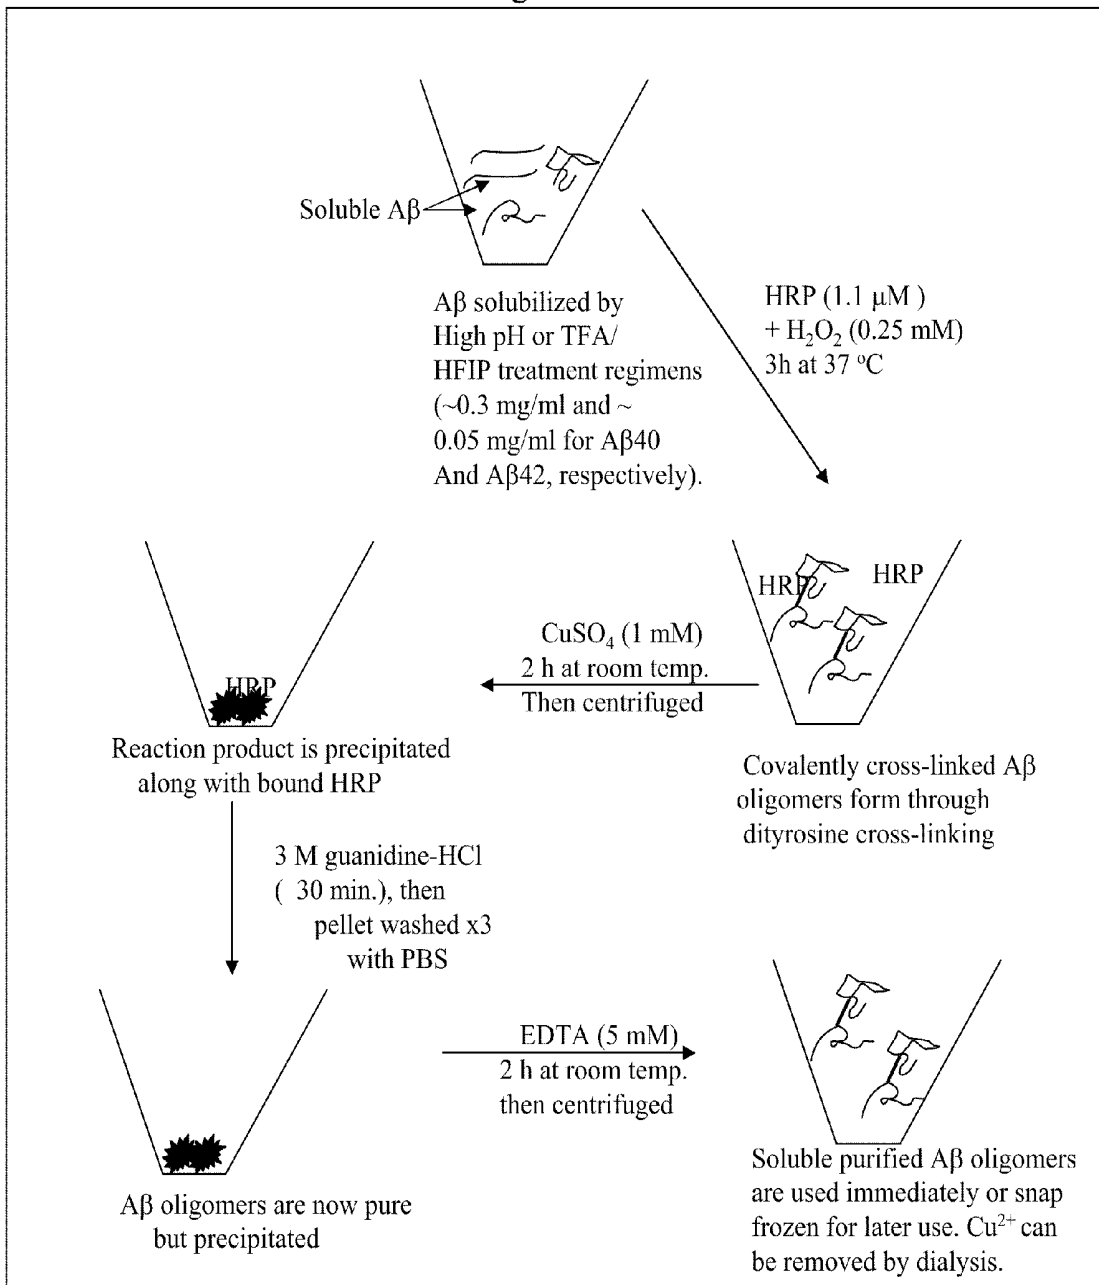 Soluble Aβ
Aβ solubilized by
High pH or TFA/
HFIP treatment regimens
(~0.3 mg/ml and ~
0.05 mg/ml for Aβ40
And Aβ42, respectively).
HRP (1.1 μM )
+ H₂O₂ (0.25 mM)
3h at 37 ºC
HRP
HRP
Covalently cross-linked Aβ
oligomers form through
dityrosine cross-linking
CuSO₄ (1 mM)
2 h at room temp.
Then centrifuged
HRP
Reaction product is precipitated
along with bound HRP
3 M guanidine-HCl
( 30 min.), then
pellet washed x3
with PBS
Aβ oligomers are now pure
but precipitated
EDTA (5 mM)
2 h at room temp.
then centrifuged
Soluble purified Aβ oligomers
are used immediately or snap
frozen for later use. Cu²⁺ can
be removed by dialysis.